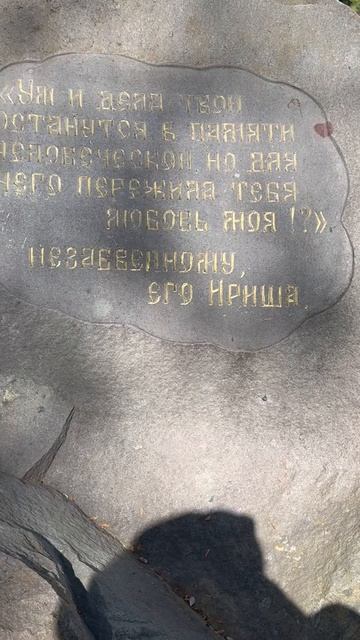 «Ум и дела твои
останутся в памяти
человеческой, но для
чего пережила тебя
любовь моя!?»
Незабвенному,
его Ириша.